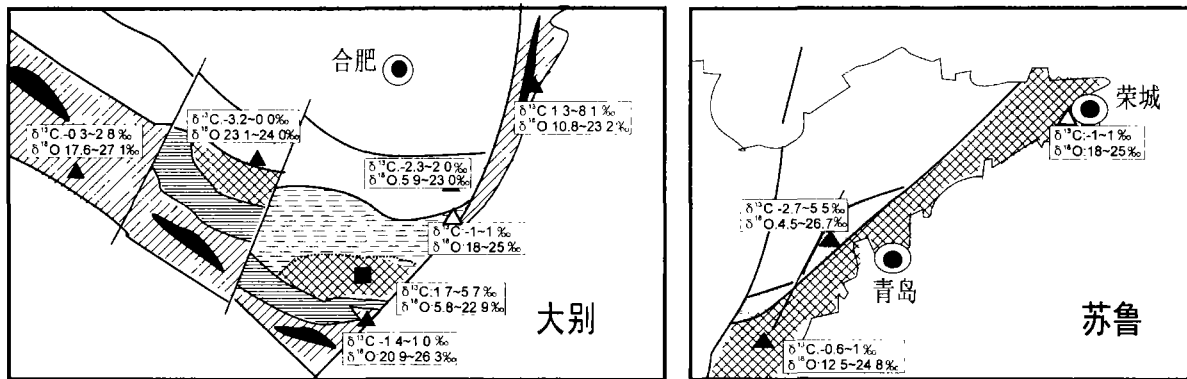 合肥
δ¹³C:-3.2~0 0‰
δ¹⁸O 23 1~24 0‰
δ¹³C.-0 3~2 8 ‰
δ¹⁸O 17.6~27 1‰
δ¹³C 1 3~8 1 ‰
δ¹⁸O 10.8~23 2‰
δ¹³C.-2.3~2 0‰
δ¹⁸O.5 9~23 0‰
δ¹³C -1~1 ‰
δ¹⁸O 18~25 ‰
δ¹³C:1 7~5 7 ‰
δ¹⁸O:5.8~22 9‰
δ¹³C -1 4~1 0 ‰
δ¹⁸O:20 9~26 3‰
大别
荣城
δ¹³C:-1~1 ‰
δ¹⁸O:18~25‰
δ¹³C -2.7~5 5 ‰
δ¹⁸O.4.5~26.7‰
青岛
δ¹³C.-0.6~1 ‰
δ¹⁸O:12 5~24 8‰
苏鲁